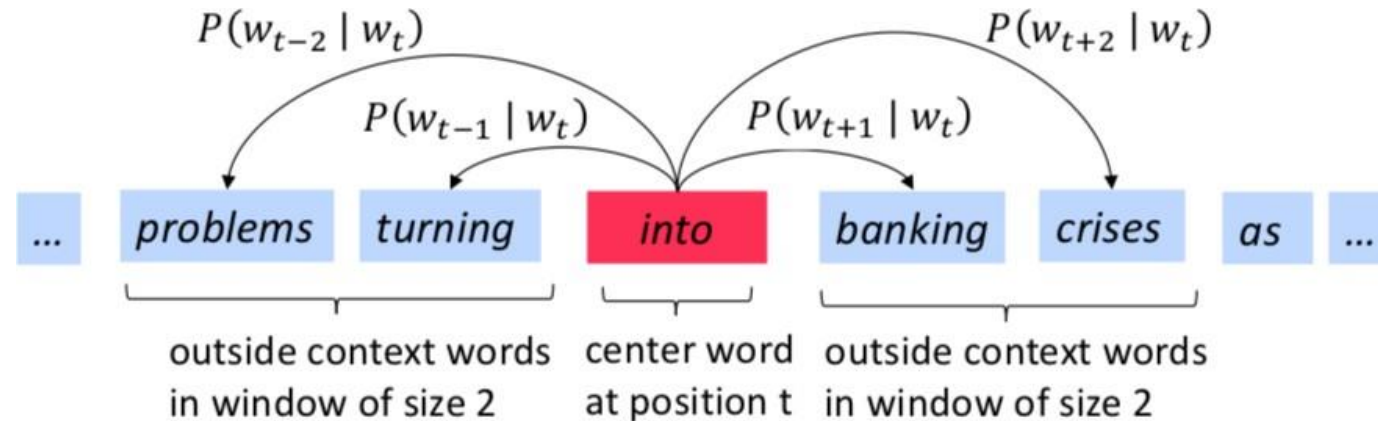 P(w_{t-2} | w_t) P(w_{t+2} | w_t)
P(w_{t-1} | w_t) P(w_{t+1} | w_t)
... problems turning into banking crises as ...
outside context words center word outside context words
in window of size 2 at position t in window of size 2